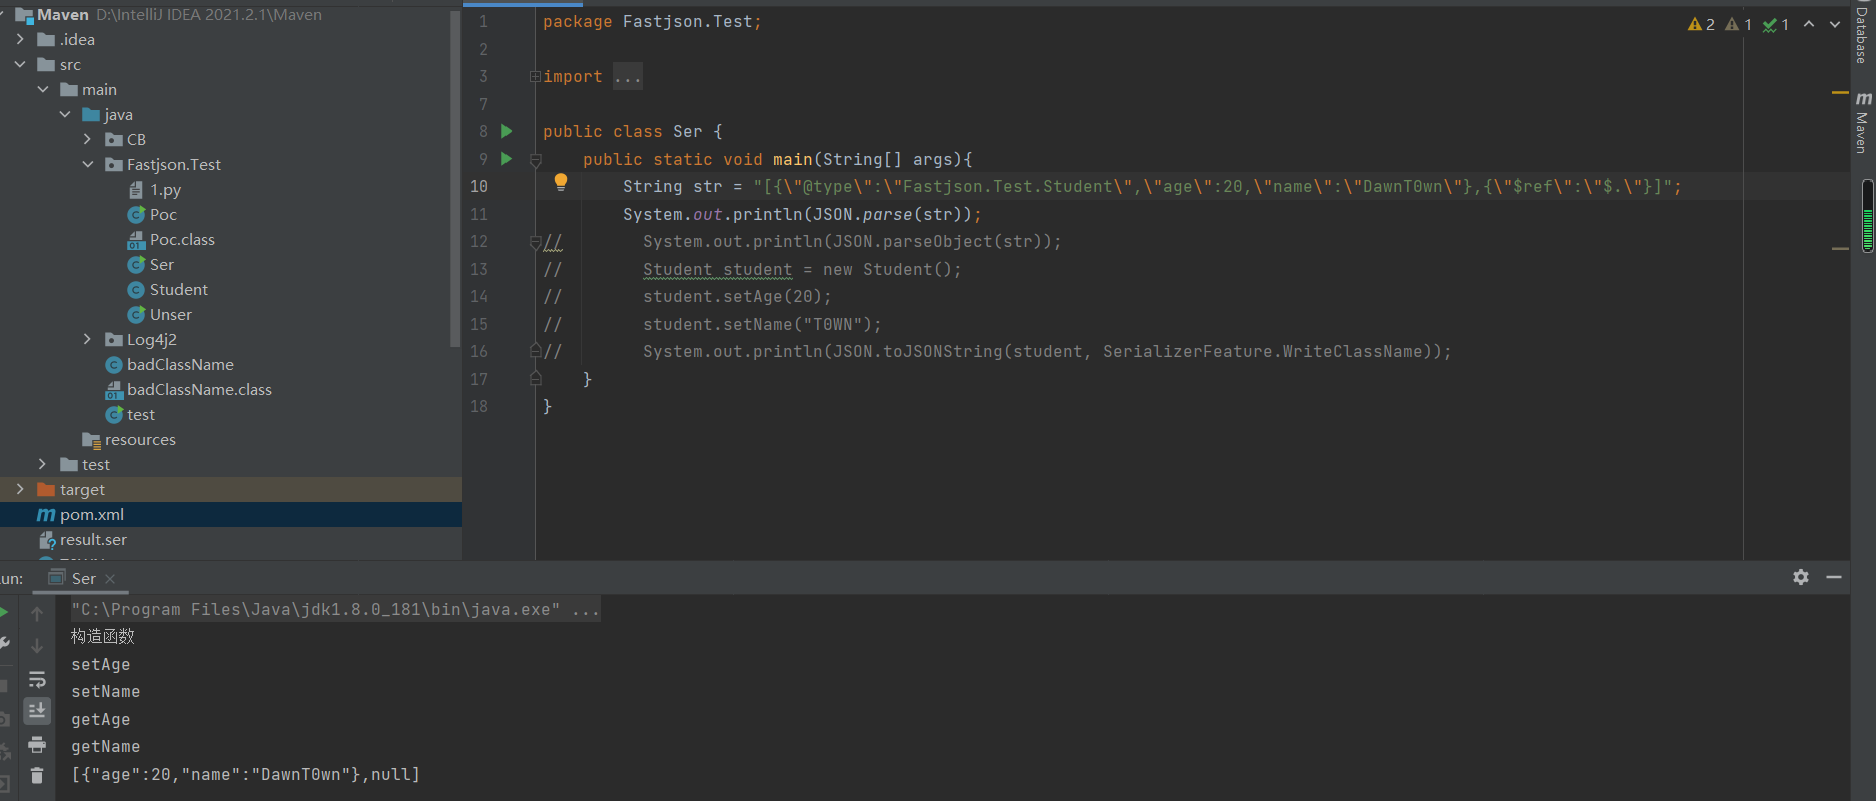 Maven D:\IntelliJ IDEA 2021.2.1\Maven
.idea
src
main
java
CB
Fastjson.Test
1.py
Poc
Poc.class
Ser
Student
Unser
Log4j2
badClassName
badClassName.class
test
resources
test
target
pom.xml
result.ser
1 package Fastjson.Test;
2
3 import ...
7
8 public class Ser {
9 public static void main(String[] args){
10 String str = "[{\"@type\":\"Fastjson.Test.Student\",\"age\":20,\"name\":\"DawnT0wn\"},{\"$ref\":\"$.\"}]";
11 System.out.println(JSON.parse(str));
12 // System.out.println(JSON.parseObject(str));
13 // Student student = new Student();
14 // student.setAge(20);
15 // student.setName("T0WN");
16 // System.out.println(JSON.toJSONString(student, SerializerFeature.WriteClassName));
17 }
18 }
2 1 1
Database
Maven
un: Ser
"C:\Program Files\Java\jdk1.8.0_181\bin\java.exe" ...
构造函数
setAge
setName
getAge
getName
[{"age":20,"name":"DawnT0wn"},null]